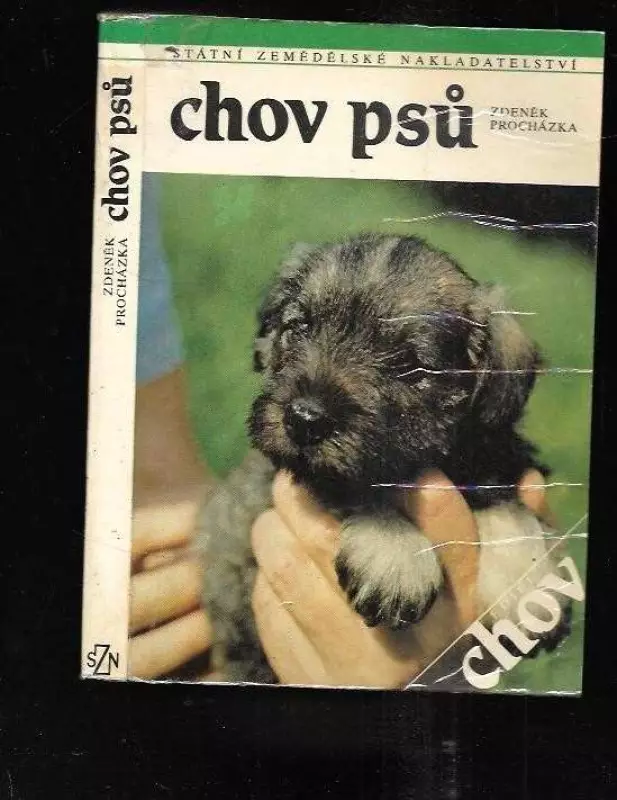 STÁTNÍ ZEMĚDĚLSKÉ NAKLADATELSTVÍ
chov psů
ZDENĚK
PROCHÁZKA
chov psů
ZDENĚK
PROCHÁZKA
SZN
chov